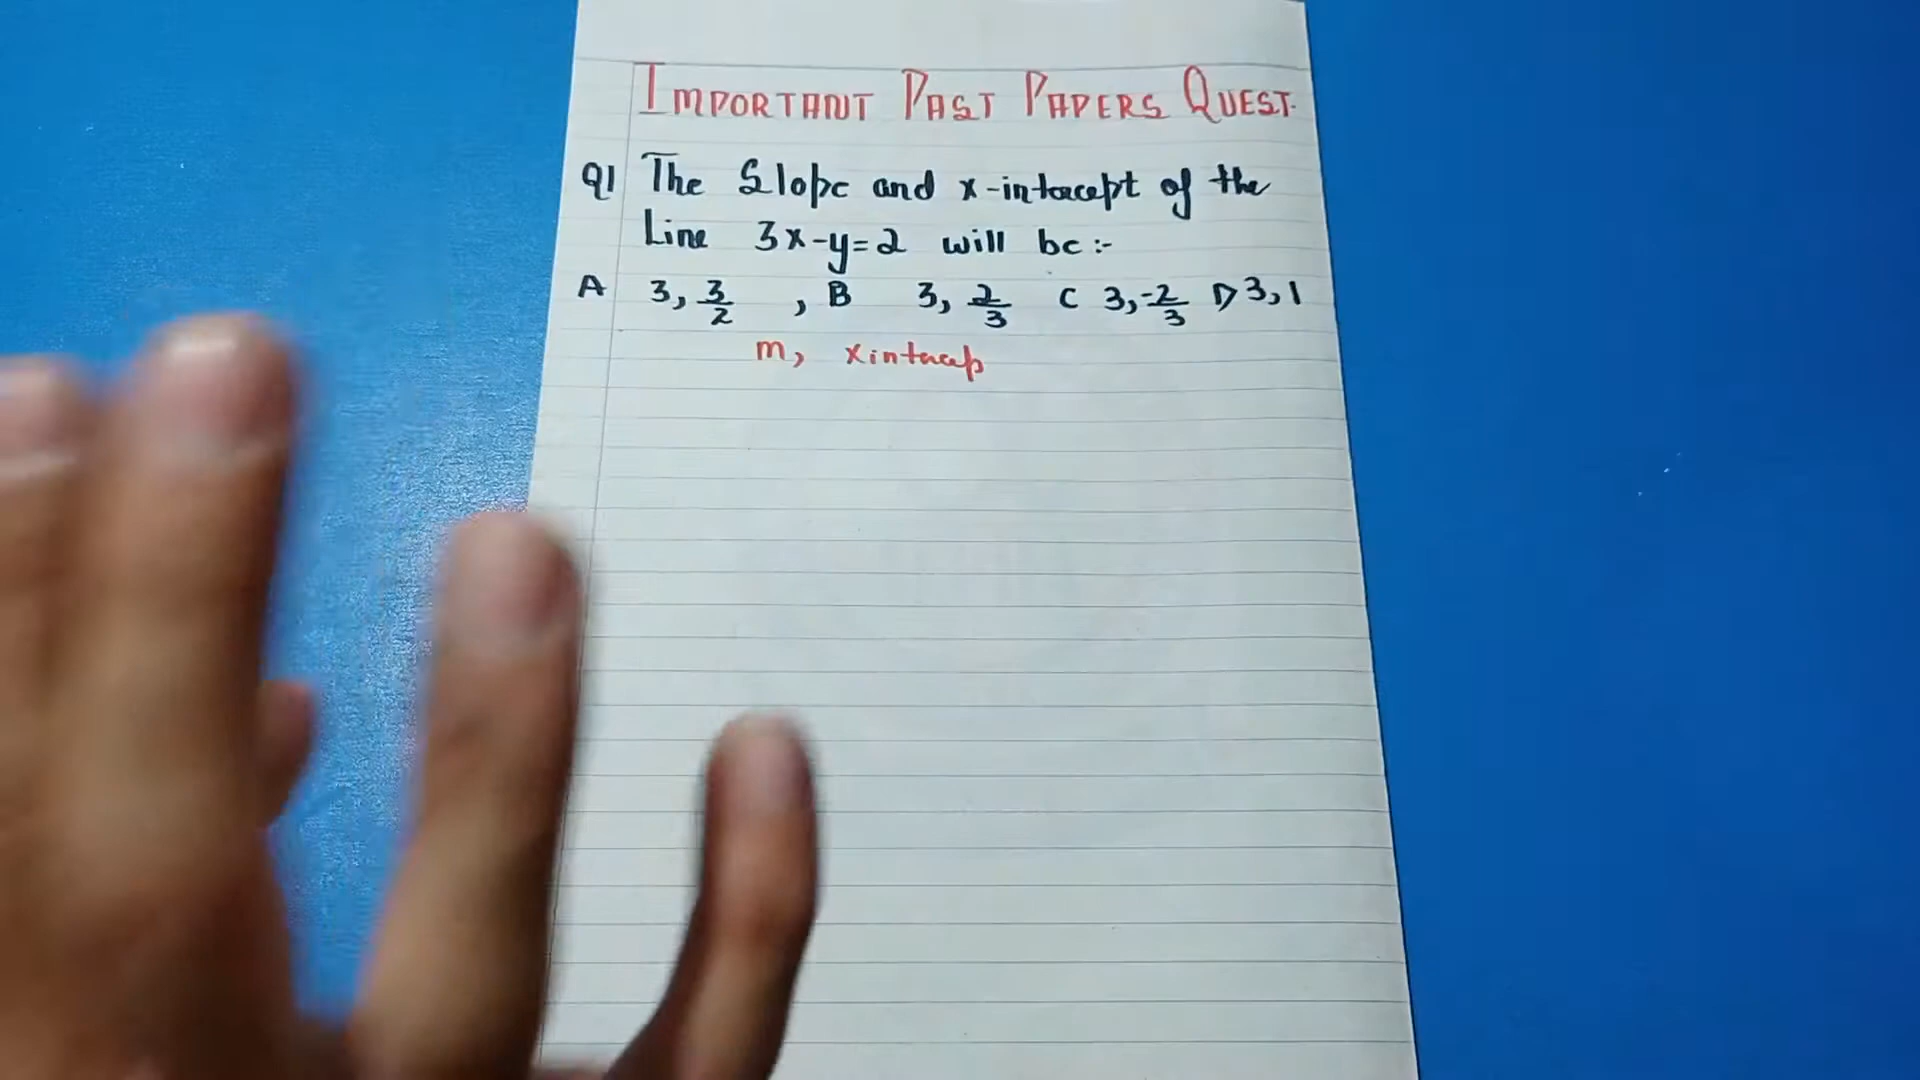 IMPORTANT PAST PAPERS QUEST.
Q1 The Slope and x-intercept of the
Line 3x-y=2 will be :-
A 3, 3/2 , B 3, 2/3 C 3, -2/3 D 3, 1
m, x intercep